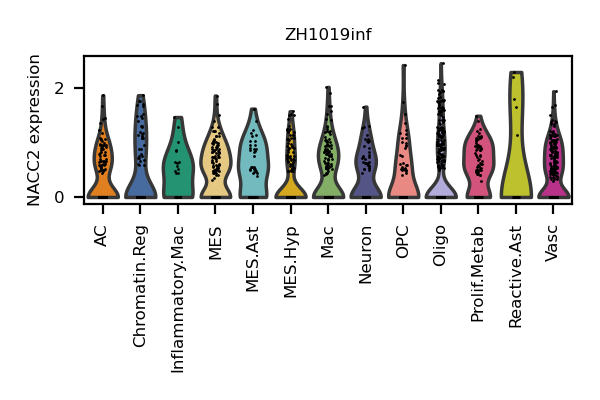 ZH1019inf
NACC2 expression
2
0
AC
Chromatin.Reg
Inflammatory.Mac
MES
MES.Ast
MES.Hyp
Mac
Neuron
OPC
Oligo
Prolif.Metab
Reactive.Ast
Vasc